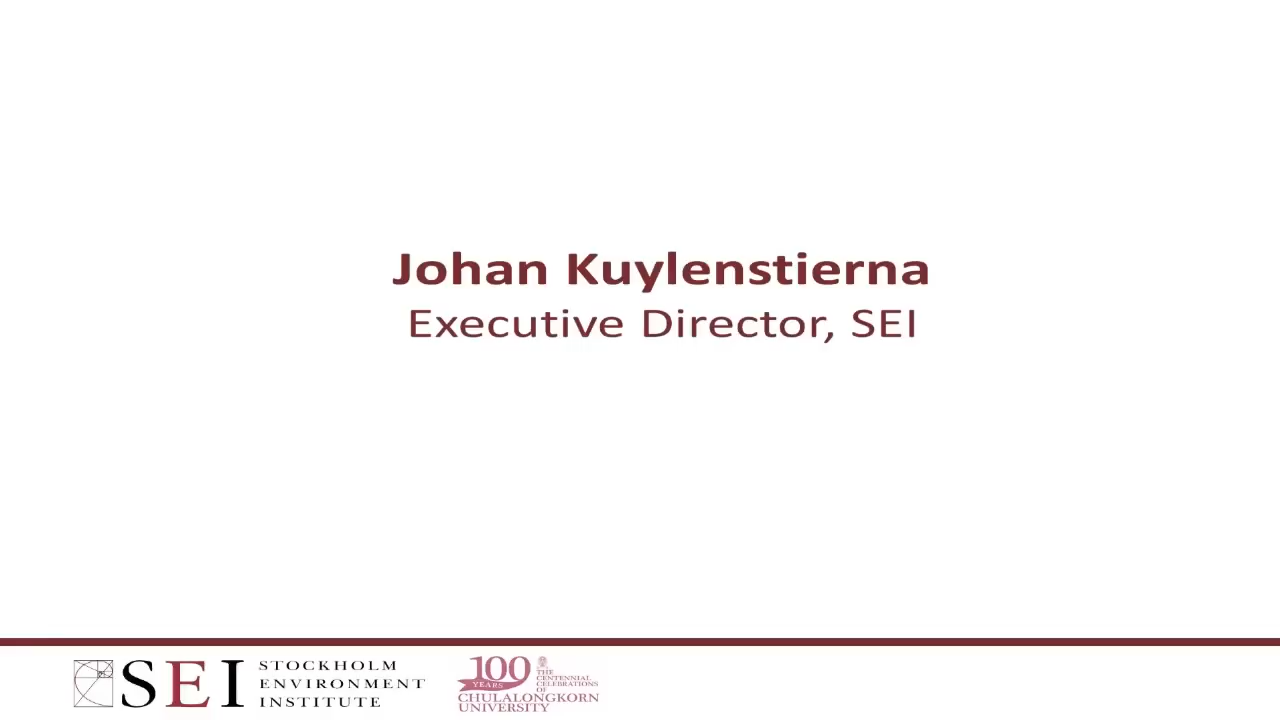 Johan Kuylenstierna
Executive Director, SEI
SEI
STOCKHOLM
ENVIRONMENT
INSTITUTE
100
YEARS
THE
CENTENNIAL
CELEBRATIONS
OF
CHULALONGKORN
UNIVERSITY